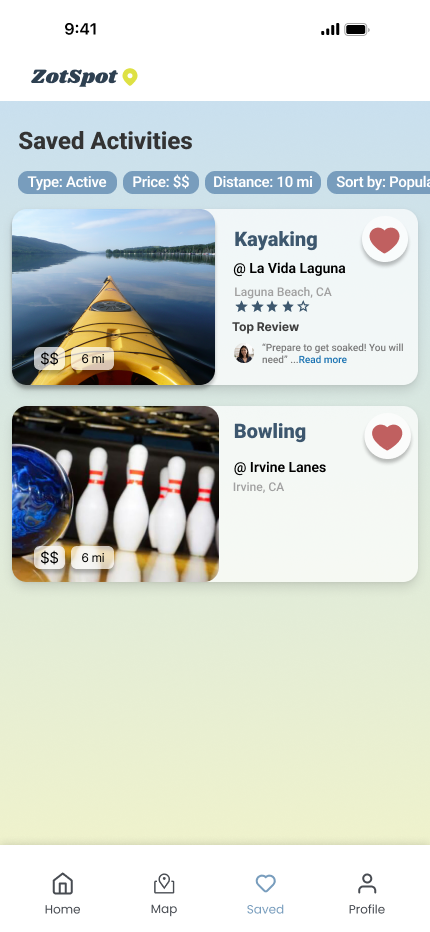 9:41
ZotSpot
Saved Activities
Type: Active Price: $$ Distance: 10 mi Sort by: Popula
Kayaking
@ La Vida Laguna
Laguna Beach, CA
Top Review
“Prepare to get soaked! You will
need” ...Read more
$$ 6 mi
Bowling
@ Irvine Lanes
Irvine, CA
$$ 6 mi
Home Map Saved Profile